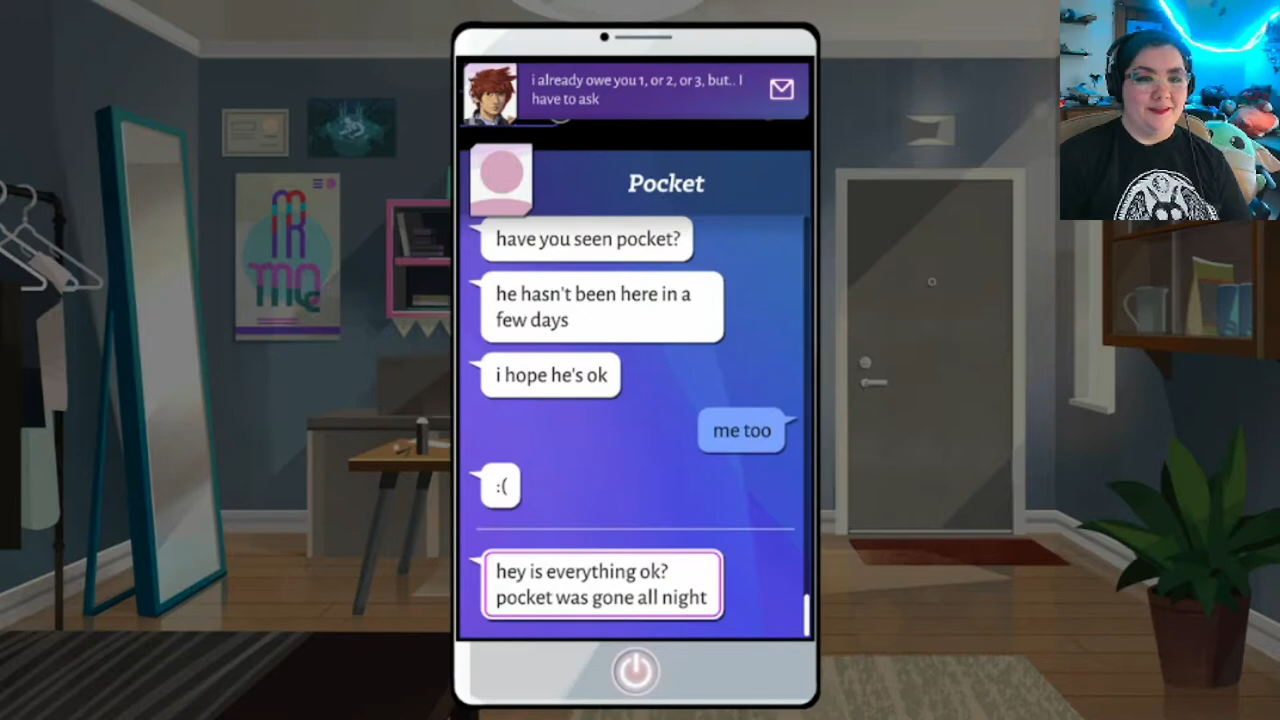 i already owe you 1, or 2, or 3, but.. I
have to ask
Pocket
have you seen pocket?
he hasn't been here in a
few days
i hope he's ok
me too
:(
hey is everything ok?
pocket was gone all night